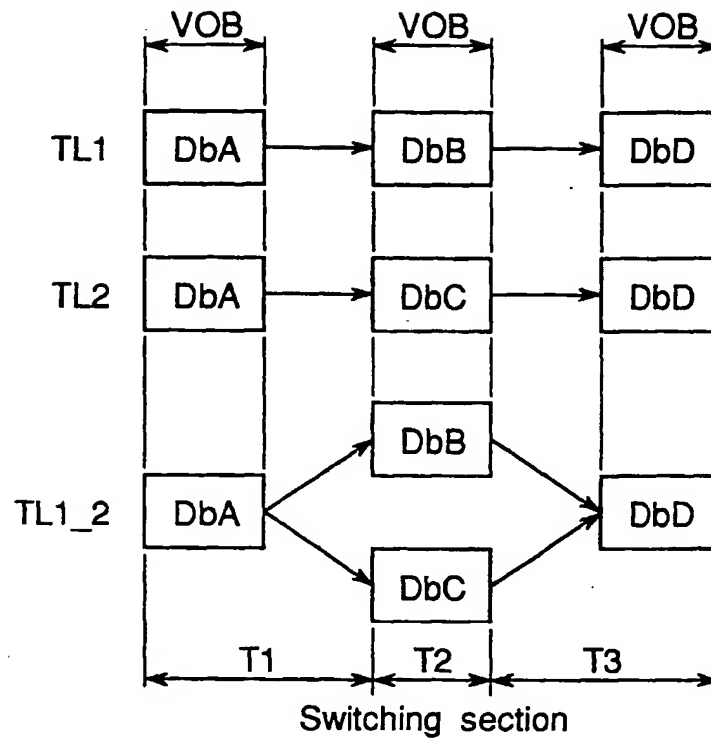 VOB VOB VOB
TL1 DbA DbB DbD
TL2 DbA DbC DbD
DbB
TL1_2 DbA DbD
DbC
T1 T2 T3
Switching section